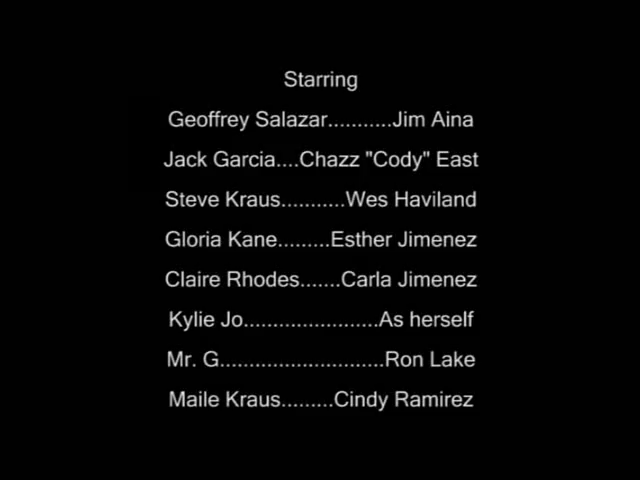 Starring
Geoffrey Salazar...........Jim Aina
Jack Garcia....Chazz "Cody" East
Steve Kraus...........Wes Haviland
Gloria Kane.........Esther Jimenez
Claire Rhodes.......Carla Jimenez
Kylie Jo.......................As herself
Mr. G............................Ron Lake
Maile Kraus.........Cindy Ramirez